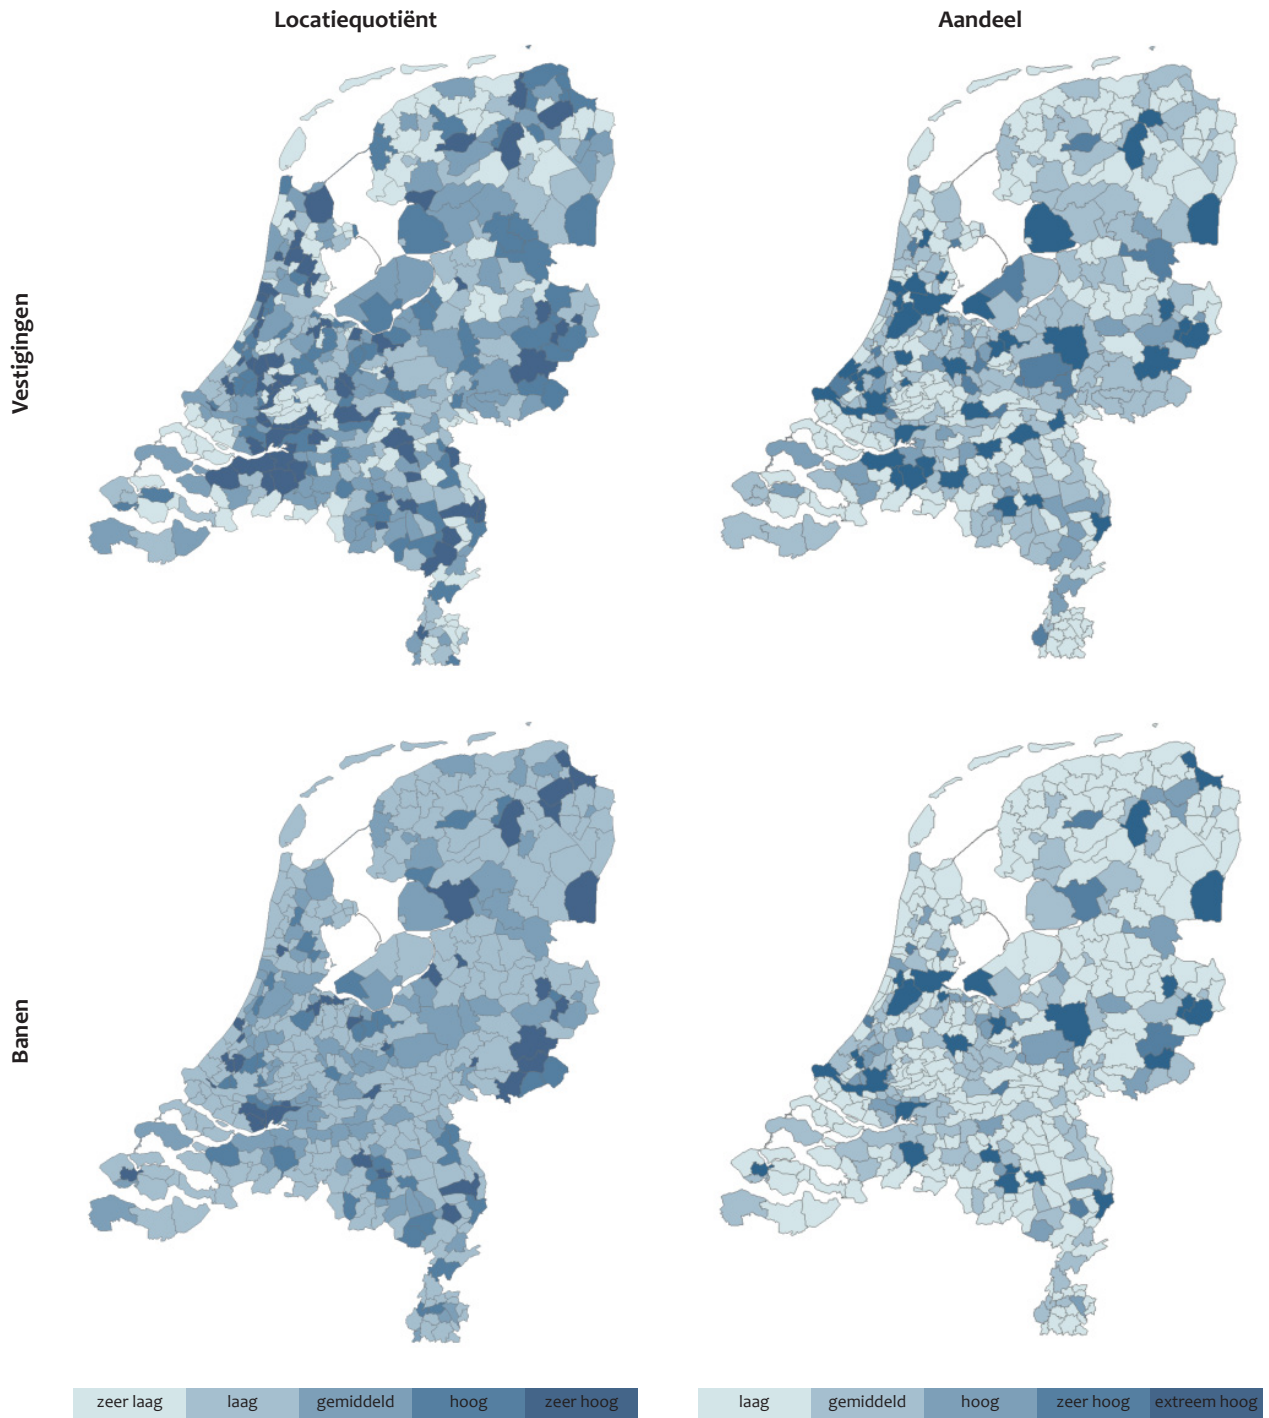 Locatiequotiënt
Aandeel
Vestigingen
Banen
zeer laag laag gemiddeld hoog zeer hoog
laag gemiddeld hoog zeer hoog extreem hoog